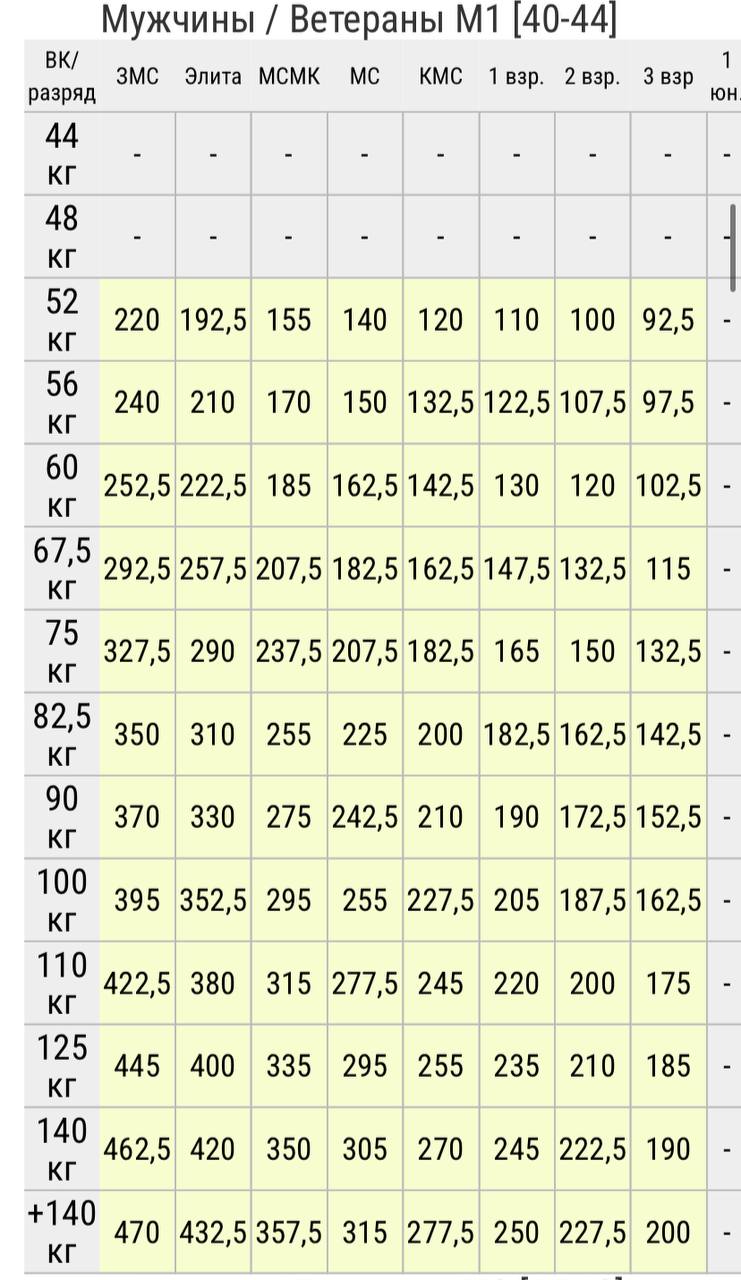 Мужчины / Ветераны М1 [40-44]
ВК/ разряд ЗМС Элита МСМК МС КМС 1 взр. 2 взр. 3 взр 1 юн.
44 кг - - - - - - - - -
48 кг - - - - - - - - -
52 кг 220 192,5 155 140 120 110 100 92,5 -
56 кг 240 210 170 150 132,5 122,5 107,5 97,5 -
60 кг 252,5 222,5 185 162,5 142,5 130 120 102,5 -
67,5 кг 292,5 257,5 207,5 182,5 162,5 147,5 132,5 115 -
75 кг 327,5 290 237,5 207,5 182,5 165 150 132,5 -
82,5 кг 350 310 255 225 200 182,5 162,5 142,5 -
90 кг 370 330 275 242,5 210 190 172,5 152,5 -
100 кг 395 352,5 295 255 227,5 205 187,5 162,5 -
110 кг 422,5 380 315 277,5 245 220 200 175 -
125 кг 445 400 335 295 255 235 210 185 -
140 кг 462,5 420 350 305 270 245 222,5 190 -
+140 кг 470 432,5 357,5 315 277,5 250 227,5 200 -